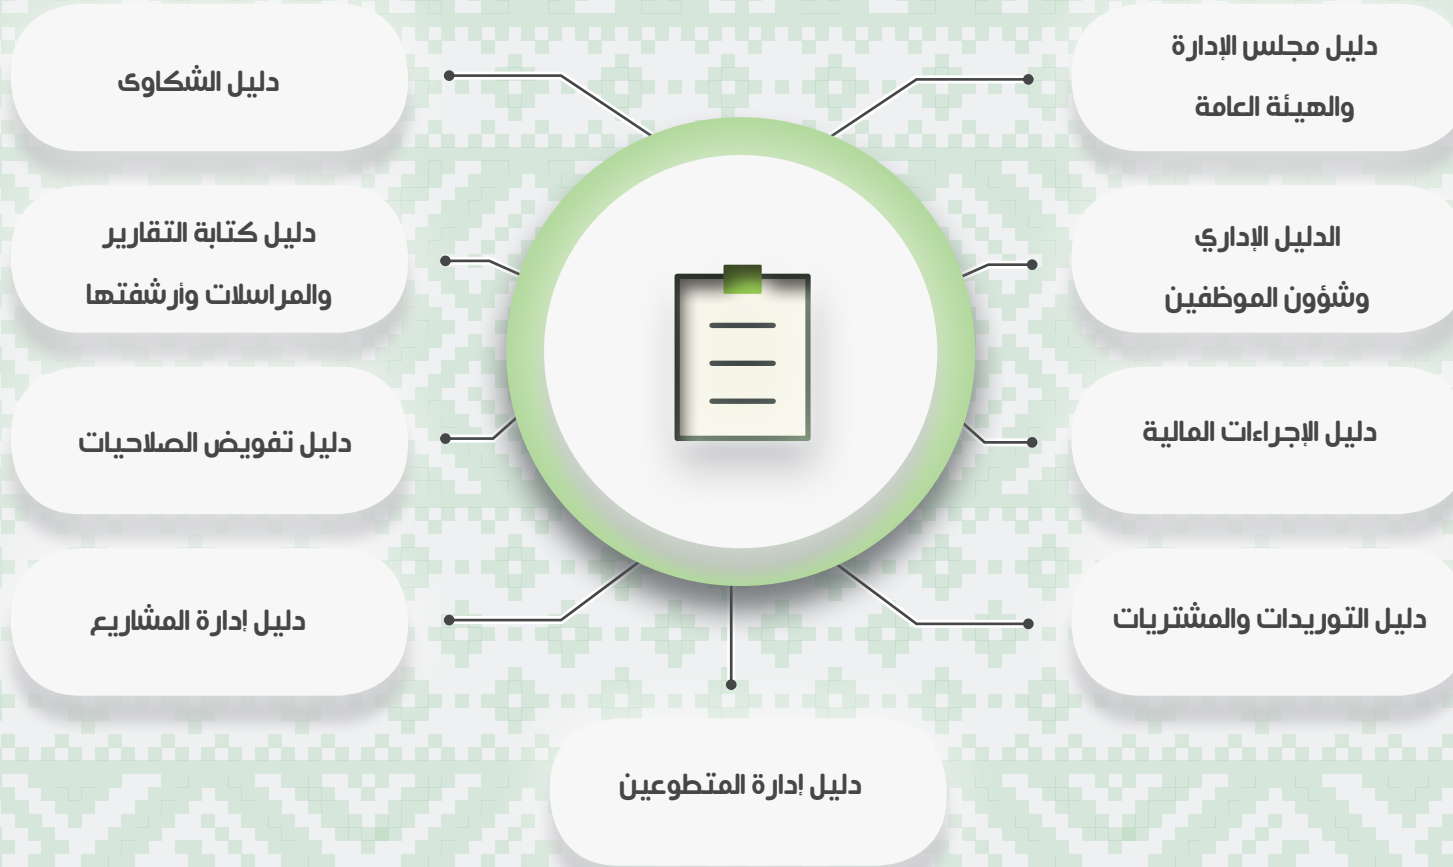 دليل مجلس الإدارة
والهيئة العامة
الدليل الإداري
وشؤون الموظفين
دليل الإجراءات المالية
دليل التوريدات والمشتريات
دليل إدارة المتطوعين
دليل الشكاوى
دليل كتابة التقارير
والمراسلات وأرشفتها
دليل تفويض الصلاحيات
دليل إدارة المشاريع